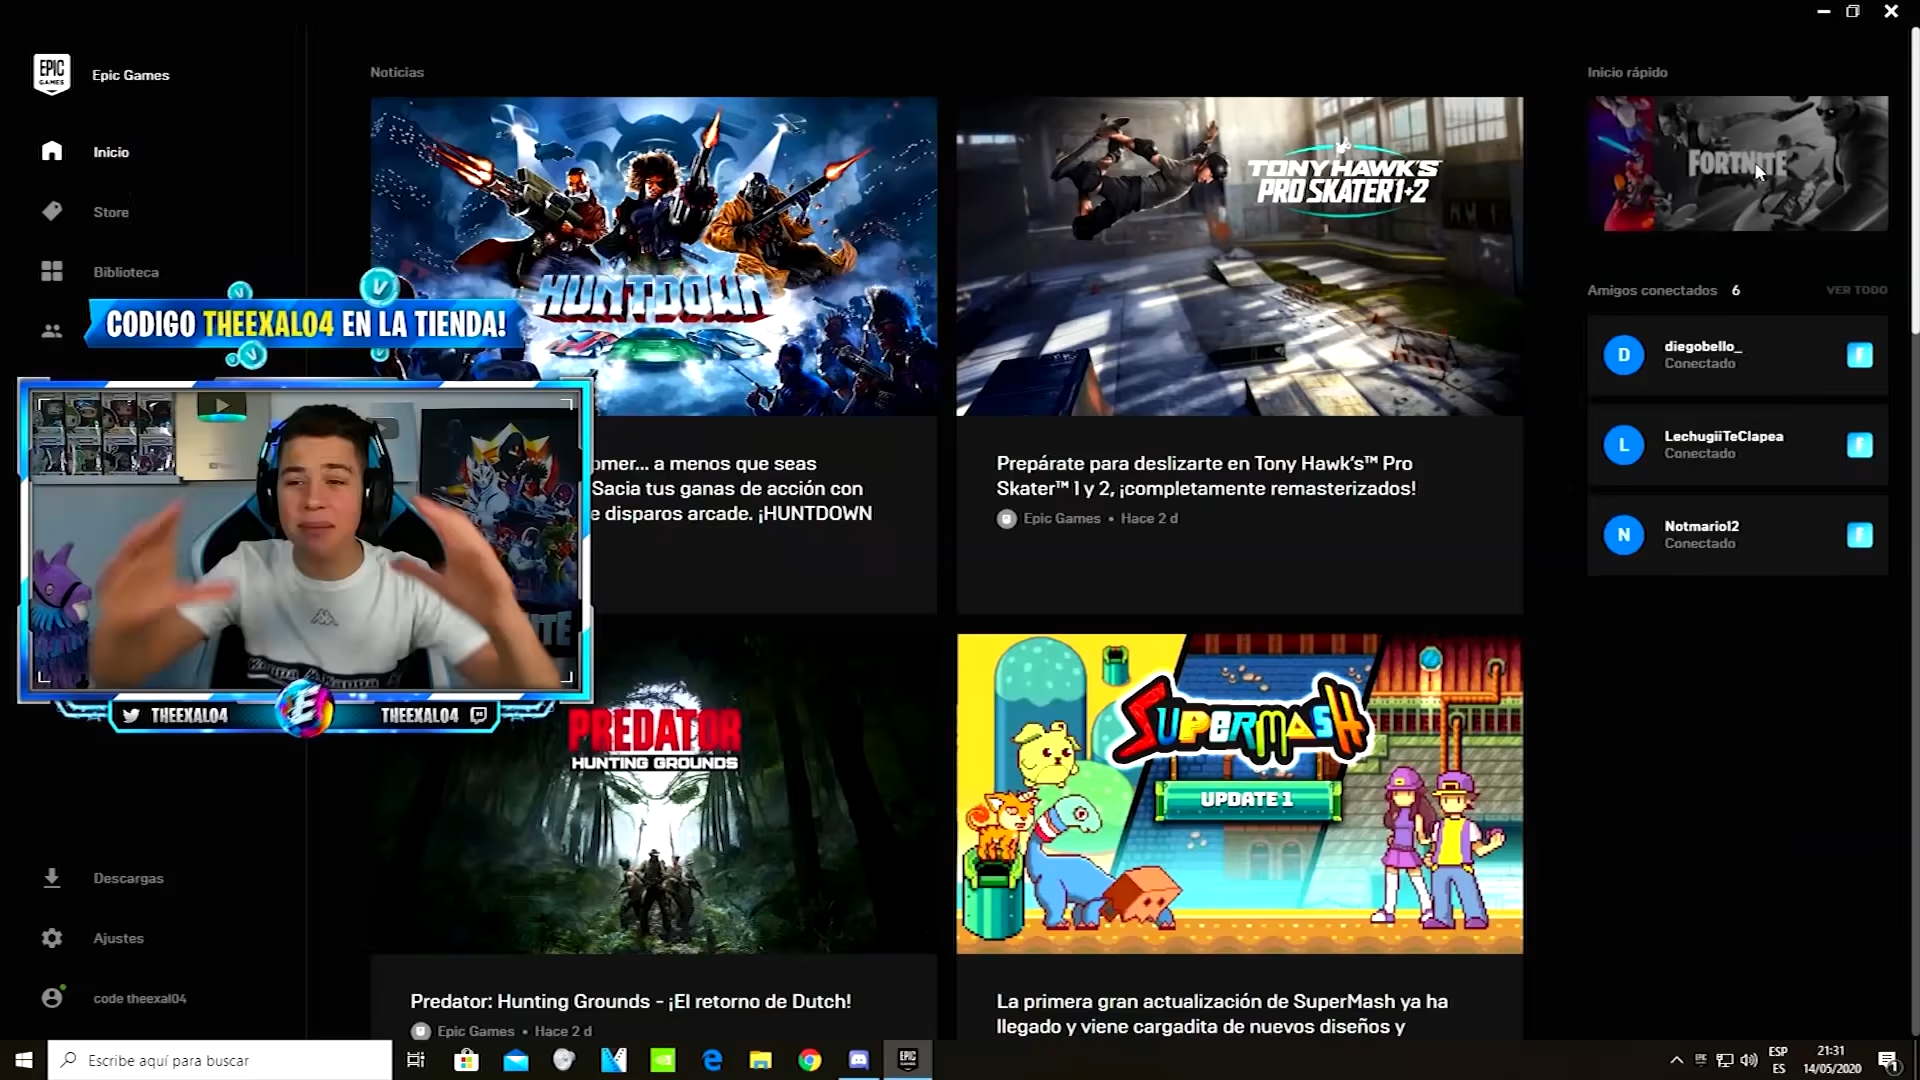 EPIC GAMES
Epic Games
Inicio
Store
Biblioteca
CODIGO THEEXAL04 EN LA TIENDA!
THEEXAL04
THEEXAL04
Descargas
Ajustes
code theexal04
Noticias
HUNTDOWN
omer... a menos que seas
Sacia tus ganas de acción con
e disparos arcade. ¡HUNTDOWN
TONY HAWK'S
PRO SKATER 1+2
Prepárate para deslizarte en Tony Hawk's™ Pro
Skater™ 1 y 2, ¡completamente remasterizados!
Epic Games • Hace 2 d
PREDATOR
HUNTING GROUNDS
Predator: Hunting Grounds - ¡El retorno de Dutch!
Epic Games • Hace 2 d
SUPERMASH
UPDATE 1
La primera gran actualización de SuperMash ya ha
llegado y viene cargadita de nuevos diseños y
Inicio rápido
FORTNITE
Amigos conectados 6
VER TODO
D
diegobello_
Conectado
L
LechugiiTeClapea
Conectado
N
Notmario12
Conectado
Escribe aquí para buscar
ESP
ES
21:31
14/05/2020